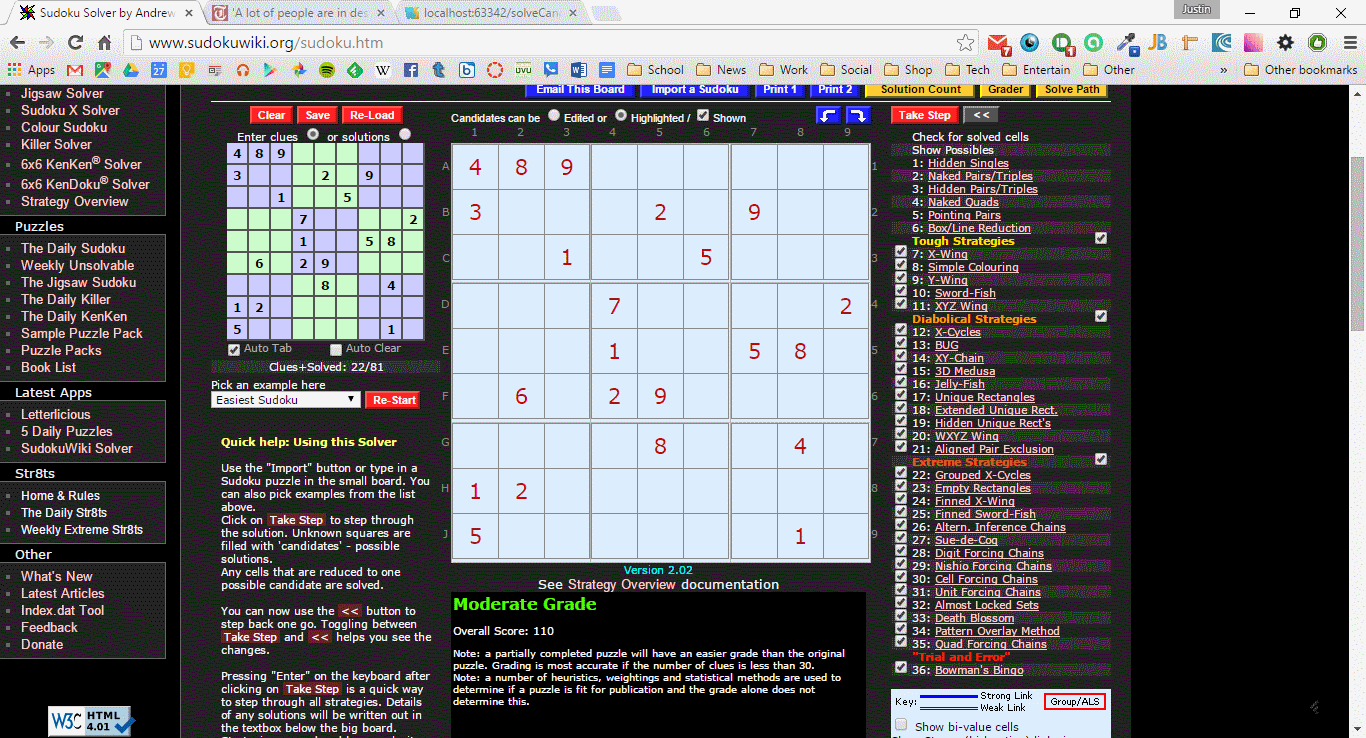 Sudoku Solver by Andrew
'A lot of people are in des
localhost:63342/solveCan
Justin
www.sudokuwiki.org/sudoku.htm
Apps
School
News
Work
Social
Shop
Tech
Entertain
Other
»
Other bookmarks
Jigsaw Solver
Sudoku X Solver
Colour Sudoku
Killer Solver
6x6 KenKen® Solver
6x6 KenDoku® Solver
Strategy Overview
Puzzles
The Daily Sudoku
Weekly Unsolvable
The Jigsaw Sudoku
The Daily Killer
The Daily KenKen
Sample Puzzle Pack
Puzzle Packs
Book List
Latest Apps
Letterlicious
5 Daily Puzzles
SudokuWiki Solver
Str8ts
Home & Rules
The Daily Str8ts
Weekly Extreme Str8ts
Other
What's New
Latest Articles
Index.dat Tool
Feedback
Donate
W3C HTML 4.01
Email This Board Import a Sudoku Print 1 Print 2 Solution Count Grader Solve Path
Clear Save Re-Load
Enter clues or solutions
4 8 9
3 2 9
1 5
7 2
1 5 8
6 2 9
8 4
1 2
5 1
Auto Tab Auto Clear
Clues+Solved: 22/81
Pick an example here
Easiest Sudoku Re-Start
Quick help: Using this Solver
Use the "Import" button or type in a
Sudoku puzzle in the small board. You
can also pick examples from the list
above.
Click on Take Step to step through
the solution. Unknown squares are
filled with 'candidates' - possible
solutions.
Any cells that are reduced to one
possible candidate are solved.
You can now use the << button to
step back one go. Toggling between
Take Step and << helps you see the
changes.
Pressing "Enter" on the keyboard after
clicking on Take Step is a quick way
to step through all strategies. Details
of any solutions will be written out in
the textbox below the big board.
Candidates can be Edited or Highlighted / Shown
1 2 3 4 5 6 7 8 9
A 4 8 9 1
B 3 2 9 2
C 1 5 3
D 7 2 4
E 1 5 8 5
F 6 2 9 6
G 8 4 7
H 1 2 8
J 5 1 9
Version 2.02
See Strategy Overview documentation
Moderate Grade
Overall Score: 110
Note: a partially completed puzzle will have an easier grade than the original
puzzle. Grading is most accurate if the number of clues is less than 30.
Note: a number of heuristics, weightings and statistical methods are used to
determine if a puzzle is fit for publication and the grade alone does not
determine this.
Take Step <<
Check for solved cells
Show Possibles
1: Hidden Singles
2: Naked Pairs/Triples
3: Hidden Pairs/Triples
4: Naked Quads
5: Pointing Pairs
6: Box/Line Reduction
Tough Strategies
7: X-Wing
8: Simple Colouring
9: Y-Wing
10: Sword-Fish
11: XYZ Wing
Diabolical Strategies
12: X-Cycles
13: BUG
14: XY-Chain
15: 3D Medusa
16: Jelly-Fish
17: Unique Rectangles
18: Extended Unique Rect.
19: Hidden Unique Rect's
20: WXYZ Wing
21: Aligned Pair Exclusion
Extreme Strategies
22: Grouped X-Cycles
23: Empty Rectangles
24: Finned X-Wing
25: Finned Sword-Fish
26: Altern. Inference Chains
27: Sue-de-Coq
28: Digit Forcing Chains
29: Nishio Forcing Chains
30: Cell Forcing Chains
31: Unit Forcing Chains
32: Almost Locked Sets
33: Death Blossom
34: Pattern Overlay Method
35: Quad Forcing Chains
"Trial and Error"
36: Bowman's Bingo
Key: Strong Link
Weak Link
Group/ALS
Show bi-value cells